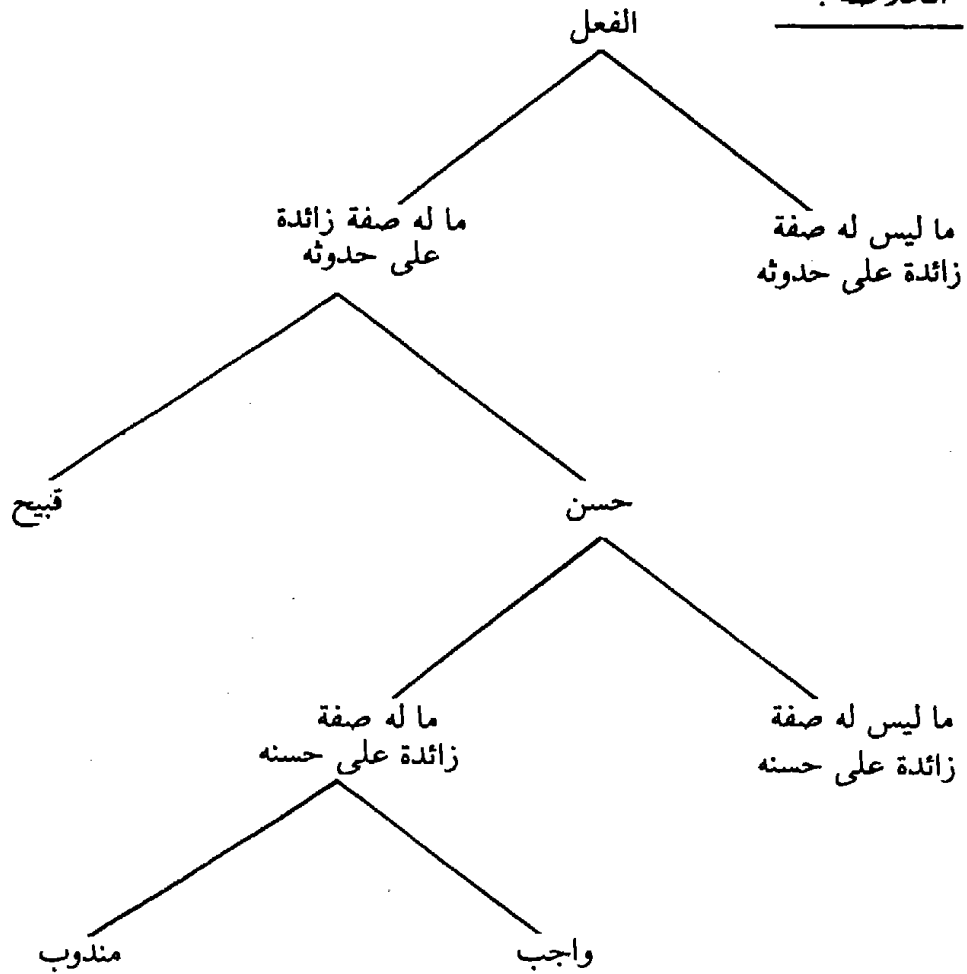 الفعل
ما ليس له صفة
زائدة على حدوثه
ما له صفة زائدة
على حدوثه
حسن
قبيح
ما ليس له صفة
زائدة على حسنه
ما له صفة
زائدة على حسنه
واجب
مندوب